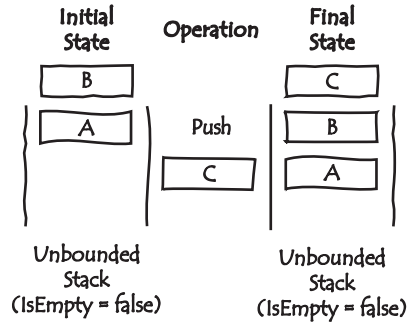 Initial
State
Operation
Final
State
B
A
Push
C
C
B
A
Unbounded
Stack
(IsEmpty = false)
Unbounded
Stack
(IsEmpty = false)